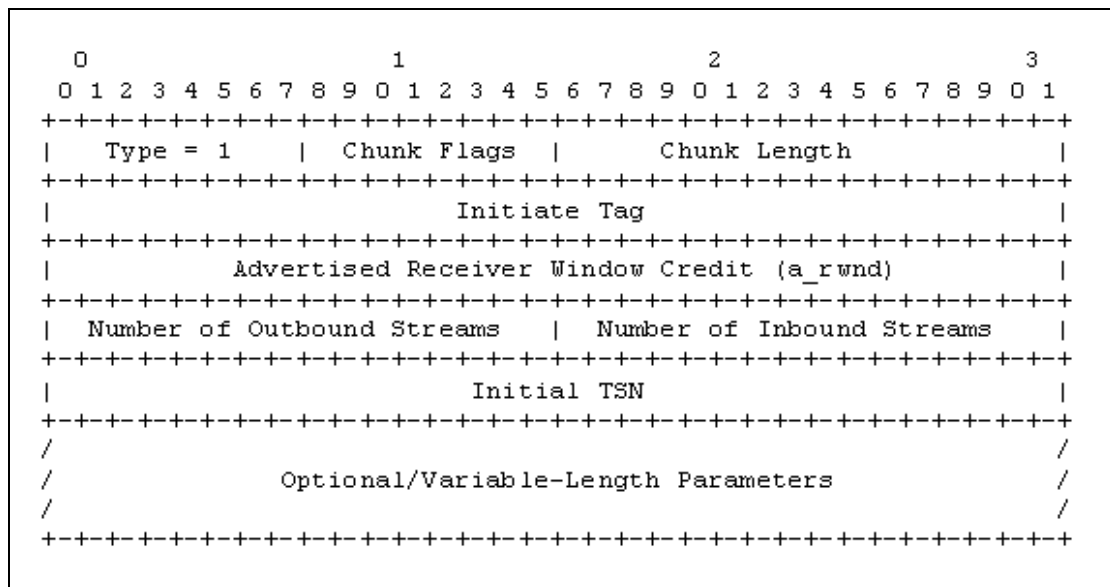 0                   1                   2                   3
0 1 2 3 4 5 6 7 8 9 0 1 2 3 4 5 6 7 8 9 0 1 2 3 4 5 6 7 8 9 0 1
+-+-+-+-+-+-+-+-+-+-+-+-+-+-+-+-+-+-+-+-+-+-+-+-+-+-+-+-+-+-+-+-+
|   Type = 1    |  Chunk Flags  |      Chunk Length             |
+-+-+-+-+-+-+-+-+-+-+-+-+-+-+-+-+-+-+-+-+-+-+-+-+-+-+-+-+-+-+-+-+
|                         Initiate Tag                          |
+-+-+-+-+-+-+-+-+-+-+-+-+-+-+-+-+-+-+-+-+-+-+-+-+-+-+-+-+-+-+-+-+
|           Advertised Receiver Window Credit (a_rwnd)          |
+-+-+-+-+-+-+-+-+-+-+-+-+-+-+-+-+-+-+-+-+-+-+-+-+-+-+-+-+-+-+-+-+
|  Number of Outbound Streams   |  Number of Inbound Streams    |
+-+-+-+-+-+-+-+-+-+-+-+-+-+-+-+-+-+-+-+-+-+-+-+-+-+-+-+-+-+-+-+-+
|                          Initial TSN                          |
+-+-+-+-+-+-+-+-+-+-+-+-+-+-+-+-+-+-+-+-+-+-+-+-+-+-+-+-+-+-+-+-+
/                                                               /
/              Optional/Variable-Length Parameters              /
/                                                               /
+-+-+-+-+-+-+-+-+-+-+-+-+-+-+-+-+-+-+-+-+-+-+-+-+-+-+-+-+-+-+-+-+